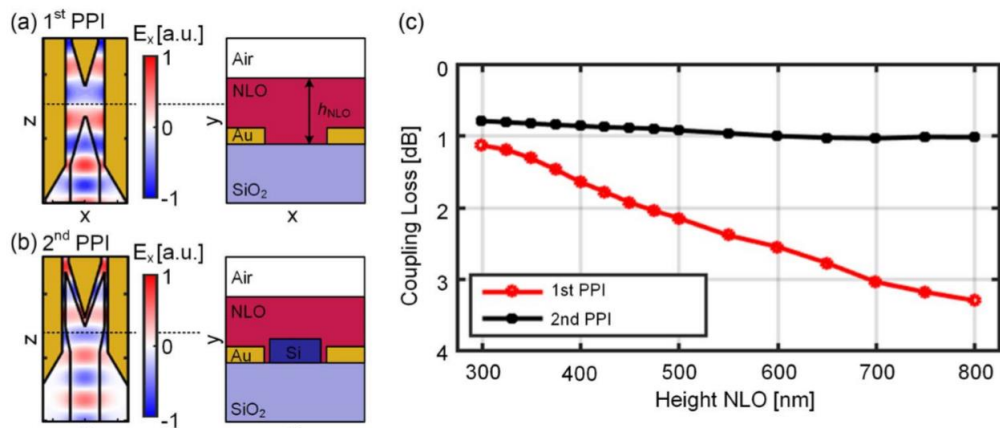 (a) 1st PPI
Ex [a.u.]
1
0
-1
z
x
Air
NLO
hNLO
Au
SiO2
y
x
(b) 2nd PPI
Ex [a.u.]
1
0
-1
z
Air
NLO
Au
Si
SiO2
y
(c)
0
1
2
3
4
Coupling Loss [dB]
1st PPI
2nd PPI
300 400 500 600 700 800
Height NLO [nm]